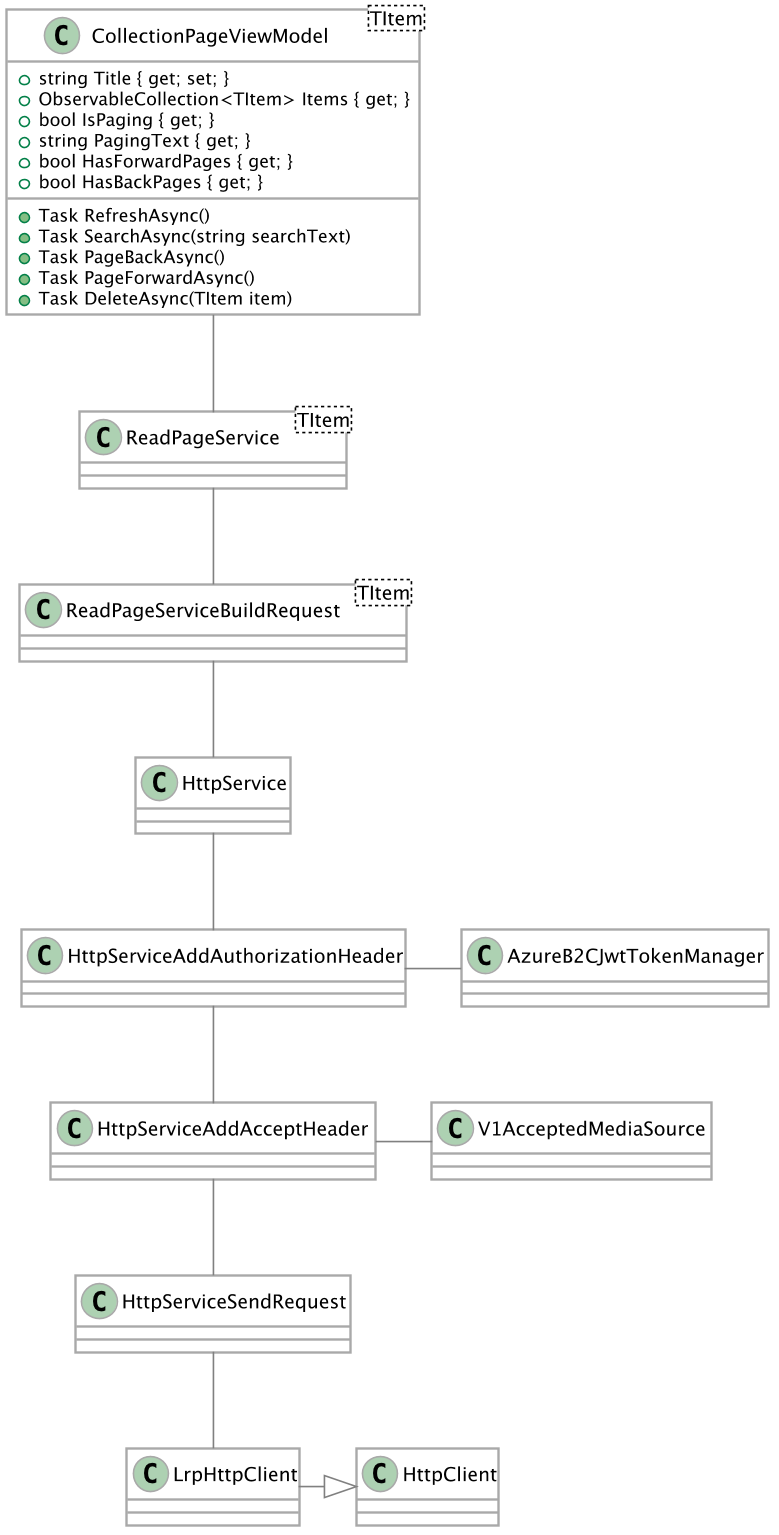 TItem
C CollectionPageViewModel
string Title { get; set; }
ObservableCollection<TItem> Items { get; }
bool IsPaging { get; }
string PagingText { get; }
bool HasForwardPages { get; }
bool HasBackPages { get; }
Task RefreshAsync()
Task SearchAsync(string searchText)
Task PageBackAsync()
Task PageForwardAsync()
Task DeleteAsync(TItem item)
TItem
C ReadPageService
TItem
C ReadPageServiceBuildRequest
C HttpService
C HttpServiceAddAuthorizationHeader
C AzureB2CJwtTokenManager
C HttpServiceAddAcceptHeader
C V1AcceptedMediaSource
C HttpServiceSendRequest
C LrpHttpClient
C HttpClient